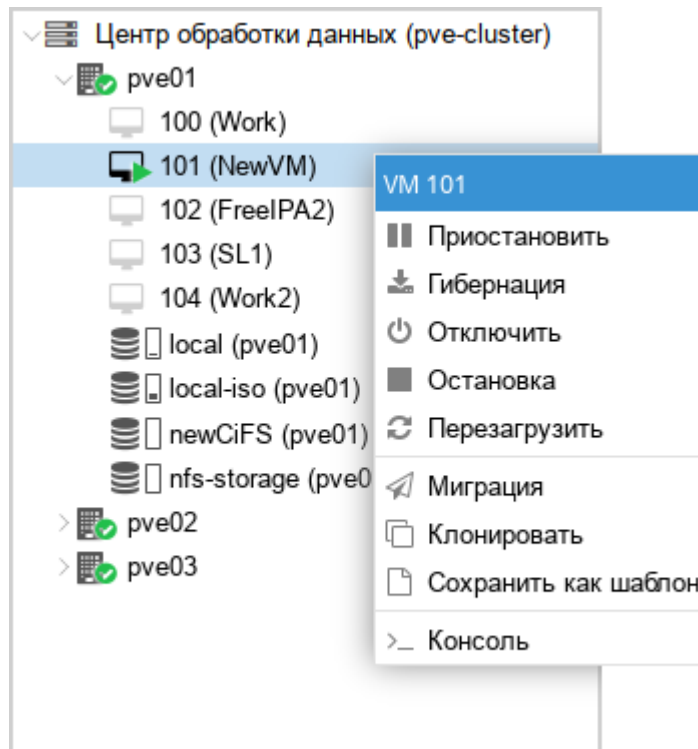 Центр обработки данных (pve-cluster)
pve01
100 (Work)
101 (NewVM)
102 (FreeIPA2)
103 (SL1)
104 (Work2)
local (pve01)
local-iso (pve01)
newCiFS (pve01)
nfs-storage (pve0
pve02
pve03
VM 101
Приостановить
Гибернация
Отключить
Остановка
Перезагрузить
Миграция
Клонировать
Сохранить как шаблон
Консоль